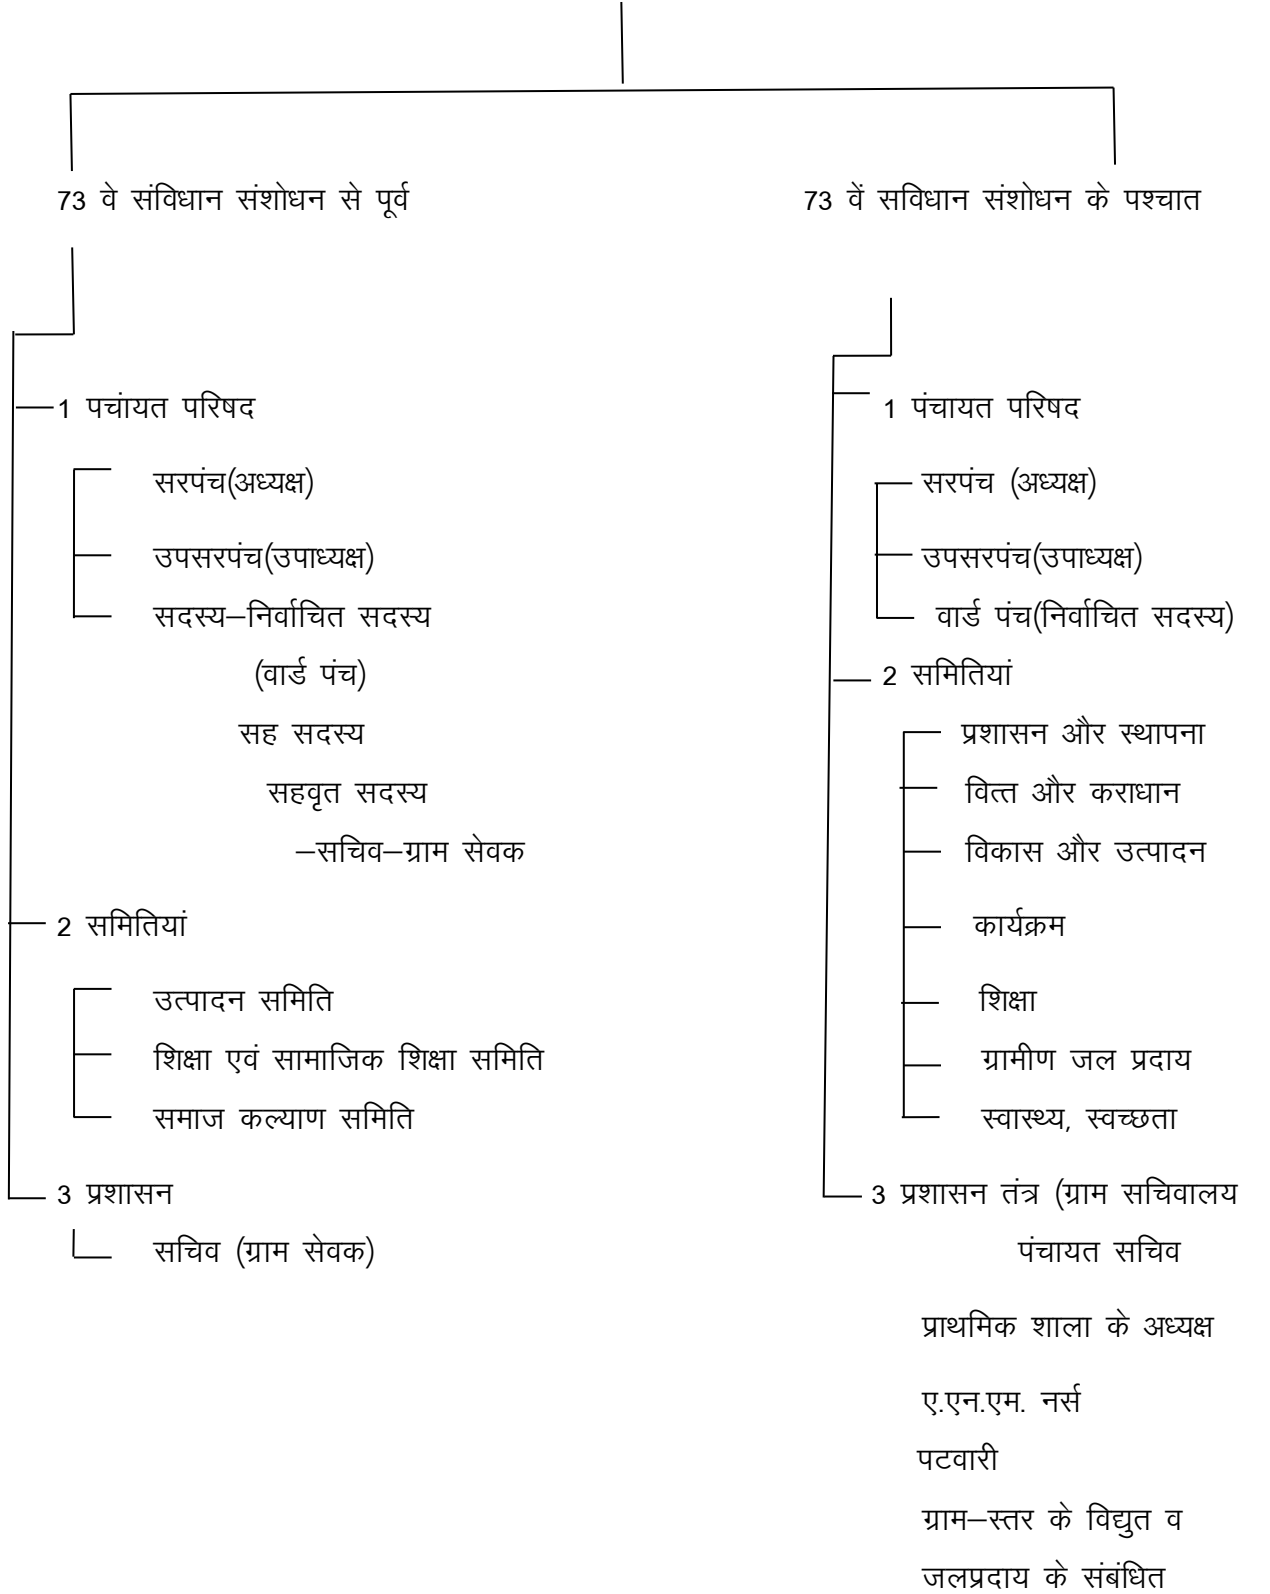 73 वे संविधान संशोधन से पूर्व
1 पचांयत परिषद
सरपंच(अध्यक्ष)
उपसरपंच(उपाध्यक्ष)
सदस्य–निर्वाचित सदस्य
(वार्ड पंच)
सह सदस्य
सहवृत सदस्य
–सचिव–ग्राम सेवक
2 समितियां
उत्पादन समिति
शिक्षा एवं सामाजिक शिक्षा समिति
समाज कल्याण समिति
3 प्रशासन
सचिव (ग्राम सेवक)
73 वें सविधान संशोधन के पश्चात
1 पंचायत परिषद
सरपंच (अध्यक्ष)
उपसरपंच(उपाध्यक्ष)
वार्ड पंच(निर्वाचित सदस्य)
2 समितियां
प्रशासन और स्थापना
वित्त और कराधान
विकास और उत्पादन
कार्यक्रम
शिक्षा
ग्रामीण जल प्रदाय
स्वास्थ्य, स्वच्छता
3 प्रशासन तंत्र (ग्राम सचिवालय
पंचायत सचिव
प्राथमिक शाला के अध्यक्ष
ए.एन.एम. नर्स
पटवारी
ग्राम–स्तर के विद्युत व
जलप्रदाय के संबंधित